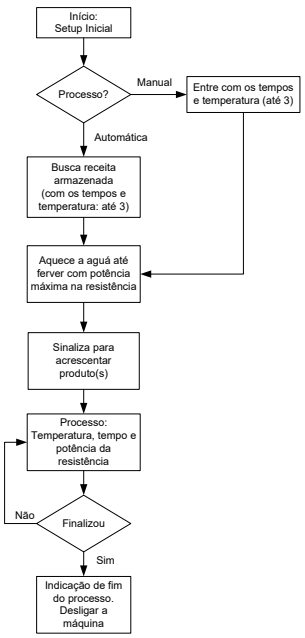 Início:
Setup Inicial
Processo?
Manual
Entre com os tempos
e temperatura (até 3)
Automática
Busca receita
armazenada
(com os tempos e
temperatura: até 3)
Aquece a aguá até
ferver com potência
máxima na resistência
Sinaliza para
acrescentar
produto(s)
Processo:
Temperatura, tempo e
potência da
resistência
Não
Finalizou
Sim
Indicação de fim
do processo.
Desligar a
máquina